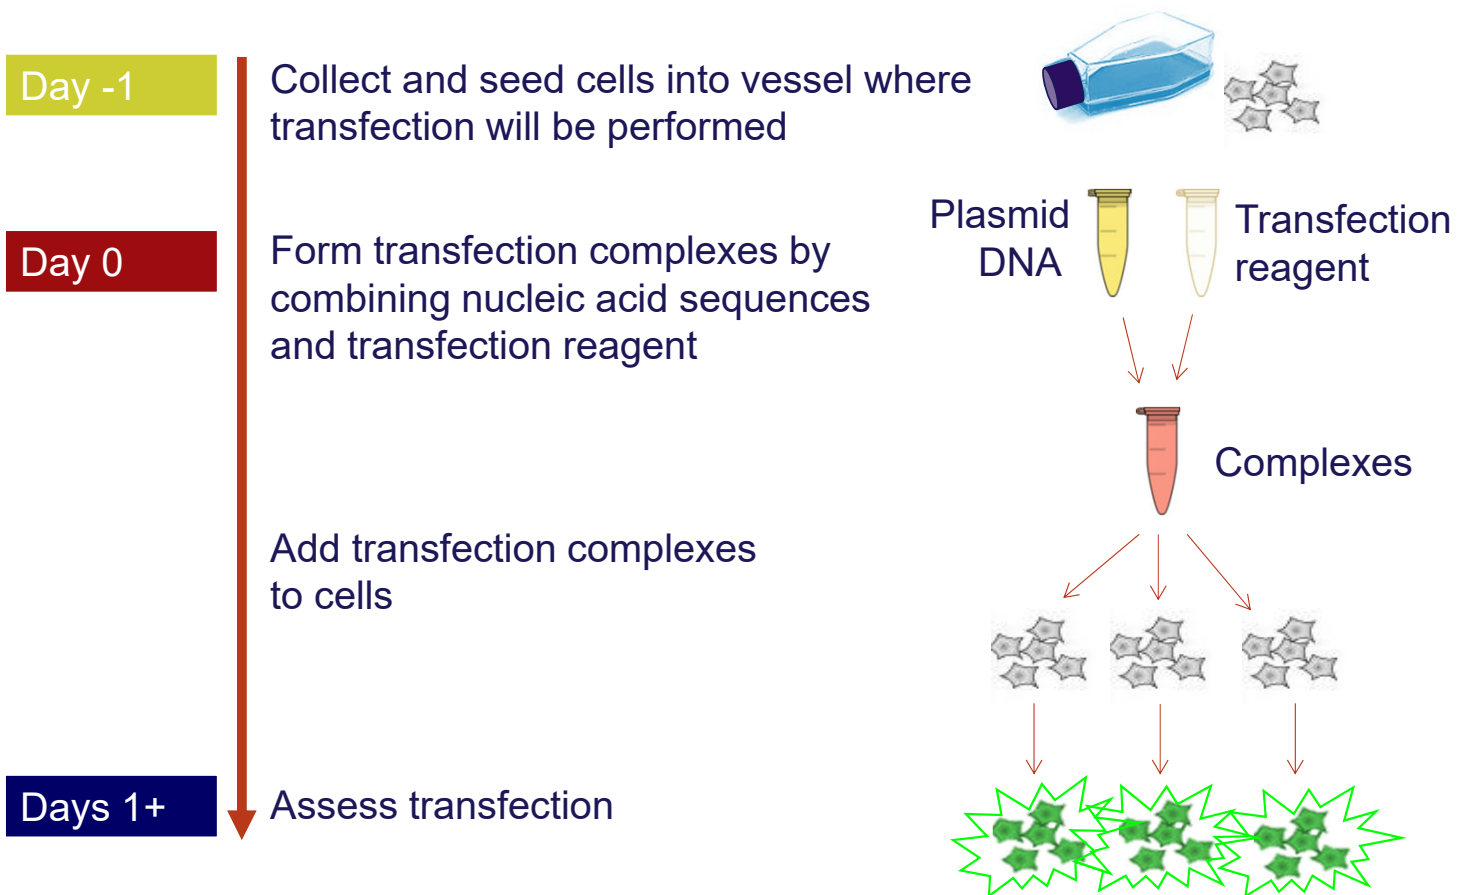 Day -1
Collect and seed cells into vessel where
transfection will be performed
Plasmid
DNA
Transfection
reagent
Day 0
Form transfection complexes by
combining nucleic acid sequences
and transfection reagent
Complexes
Add transfection complexes
to cells
Days 1+
Assess transfection